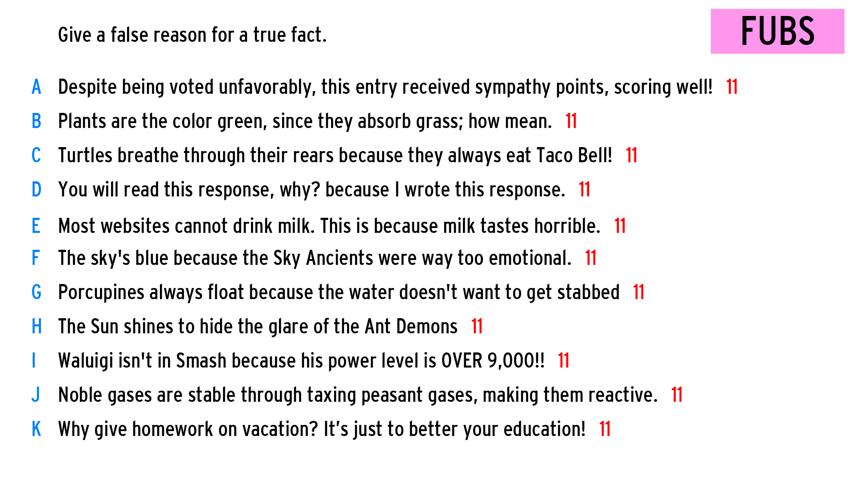 Give a false reason for a true fact.
FUBS
A Despite being voted unfavorably, this entry received sympathy points, scoring well! 11
B Plants are the color green, since they absorb grass; how mean. 11
C Turtles breathe through their rears because they always eat Taco Bell! 11
D You will read this response, why? because I wrote this response. 11
E Most websites cannot drink milk. This is because milk tastes horrible. 11
F The sky's blue because the Sky Ancients were way too emotional. 11
G Porcupines always float because the water doesn't want to get stabbed 11
H The Sun shines to hide the glare of the Ant Demons 11
I Waluigi isn't in Smash because his power level is OVER 9,000!! 11
J Noble gases are stable through taxing peasant gases, making them reactive. 11
K Why give homework on vacation? It’s just to better your education! 11